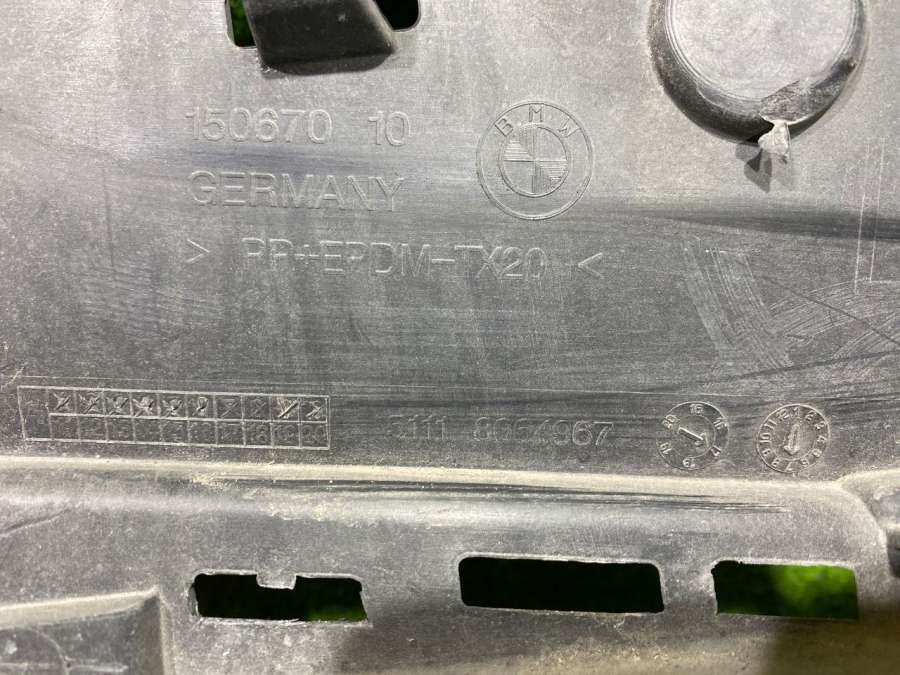 150670 10
BMW
GERMANY
> PP+EPDM-TX20 <
5111 8064967